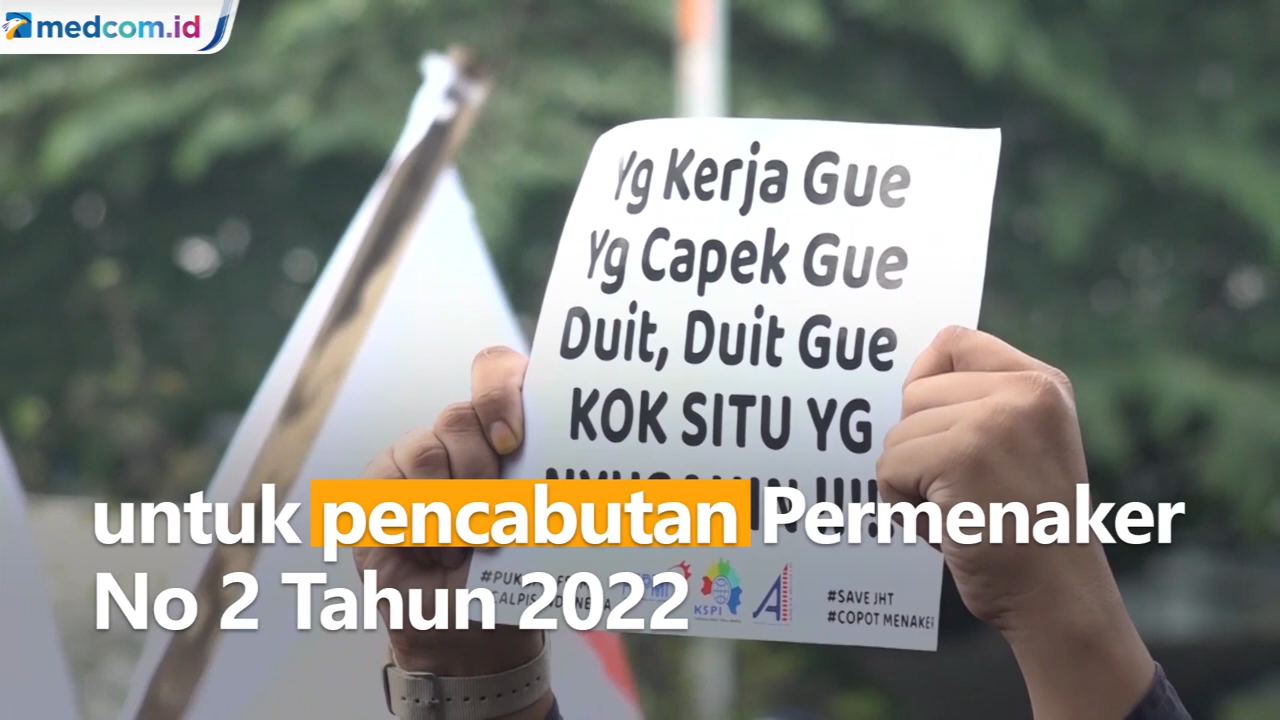 medcom.id
Yg Kerja Gue
Yg Capek Gue
Duit, Duit Gue
KOK SITU YG
!!!!
untuk pencabutan Permenaker
No 2 Tahun 2022
KSPI
#SAVE JHT
#COPOT MENAKER